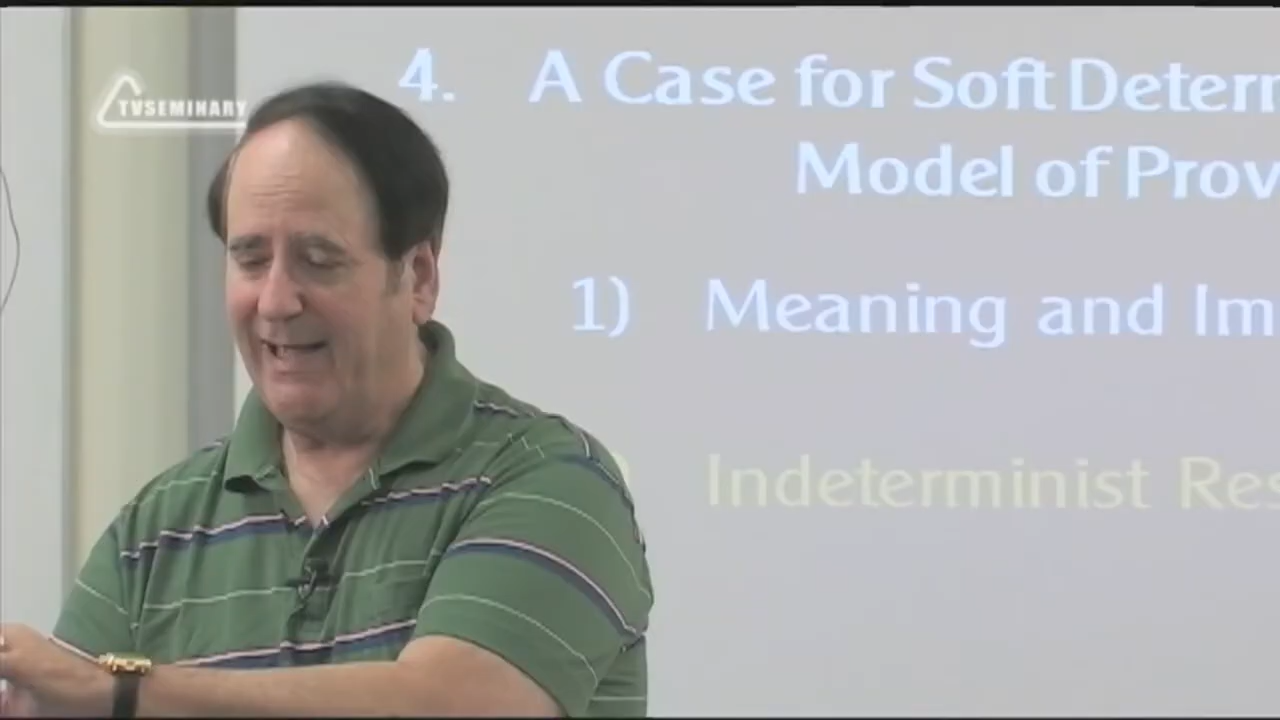 TVSEMINARY
4. A Case for Soft Determ
Model of Prov
1) Meaning and Im
) Indeterminist Res